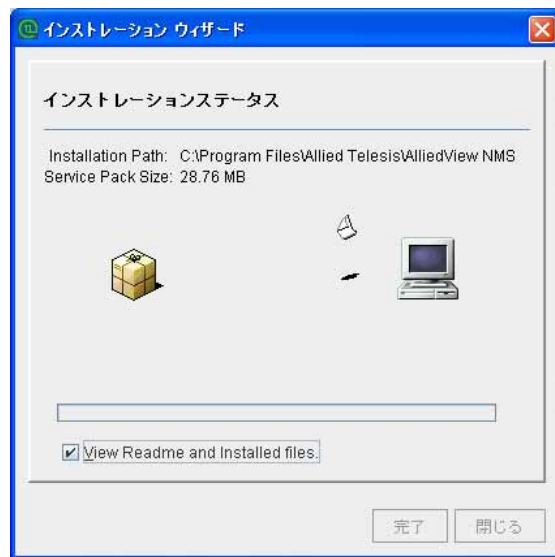 インストレーション ウィザード
インストレーションステータス
Installation Path: C:\Program Files\Allied Telesis\AlliedView NMS
Service Pack Size: 28.76 MB
View Readme and Installed files.
完了 閉じる